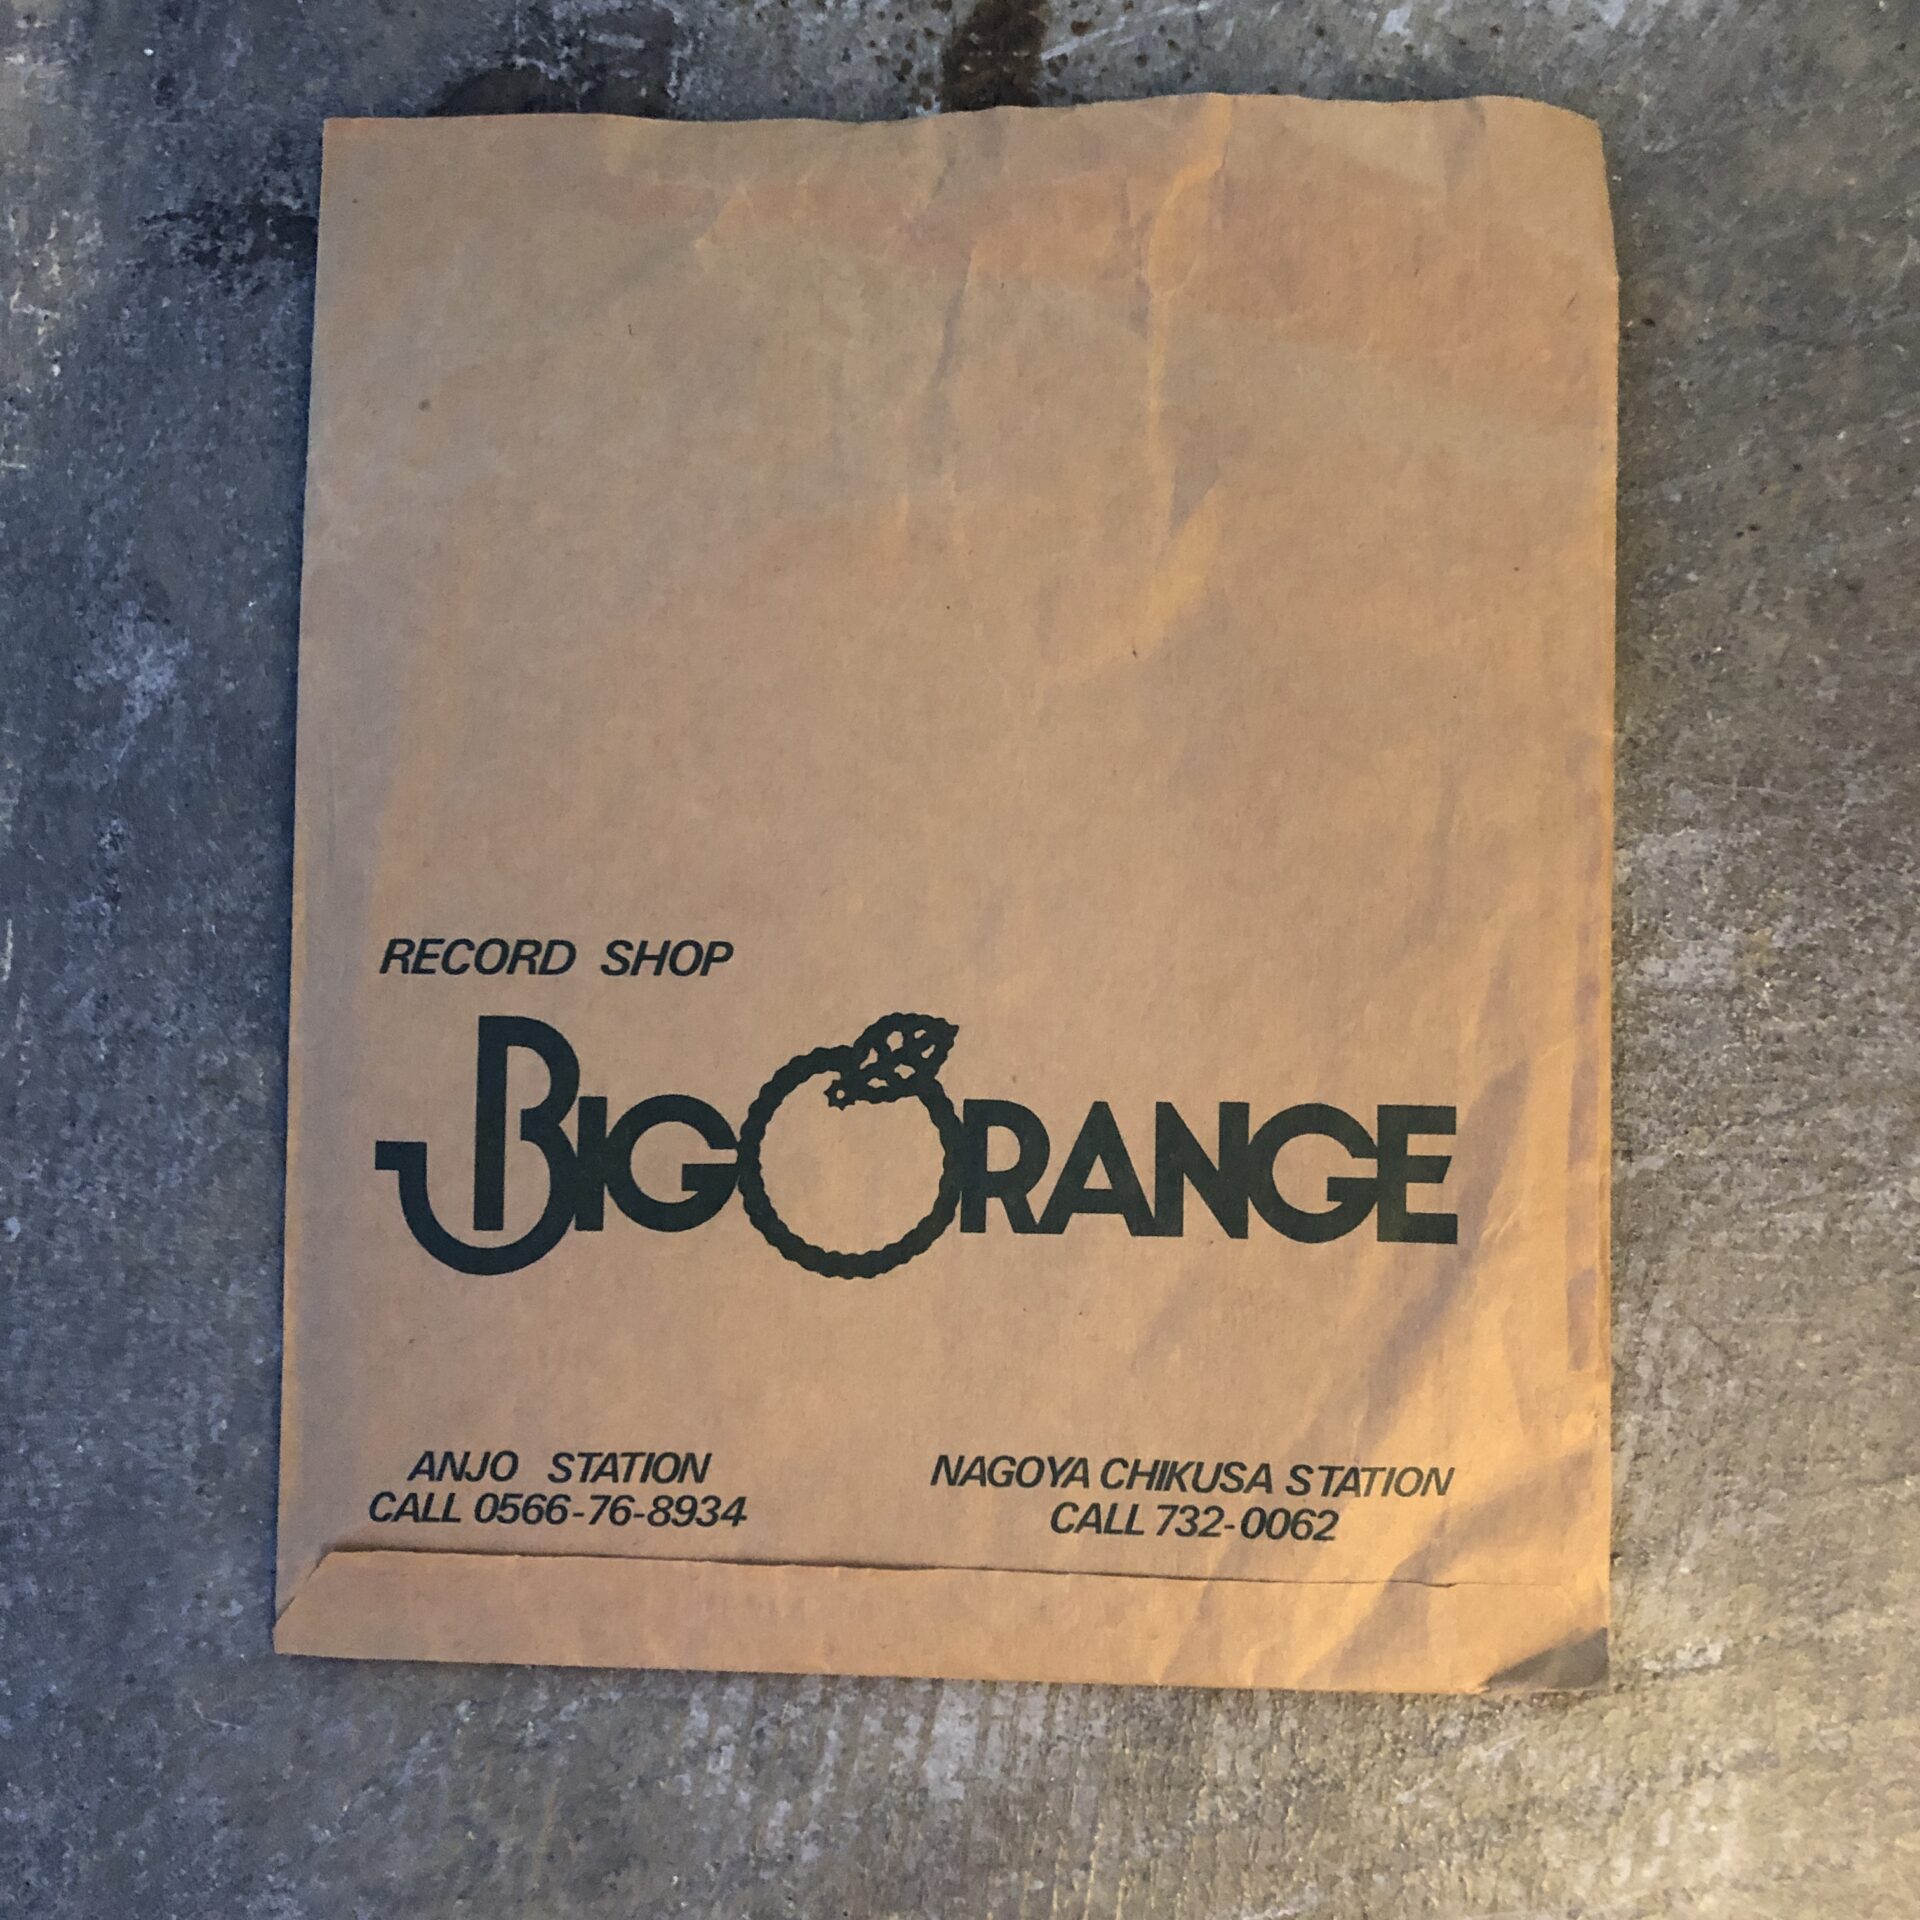 RECORD SHOP
BIG ORANGE
ANJO STATION
CALL 0566-76-8934
NAGOYA CHIKUSA STATION
CALL 732-0062